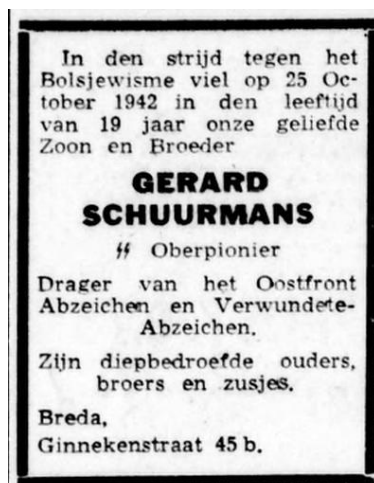 In den strijd tegen het
Bolsjewisme viel op 25 Oc-
tober 1942 in den leeftijd
van 19 jaar onze geliefde
Zoon en Broeder
GERARD
SCHUURMANS
ᛋᛋ Oberpionier
Drager van het Oostfront
Abzeichen en Verwundete-
Abzeichen.
Zijn diepbedroefde ouders,
broers en zusjes.
Breda,
Ginnekenstraat 45 b.